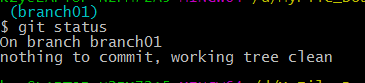 (branch01)
$ git status
On branch branch01
nothing to commit, working tree clean